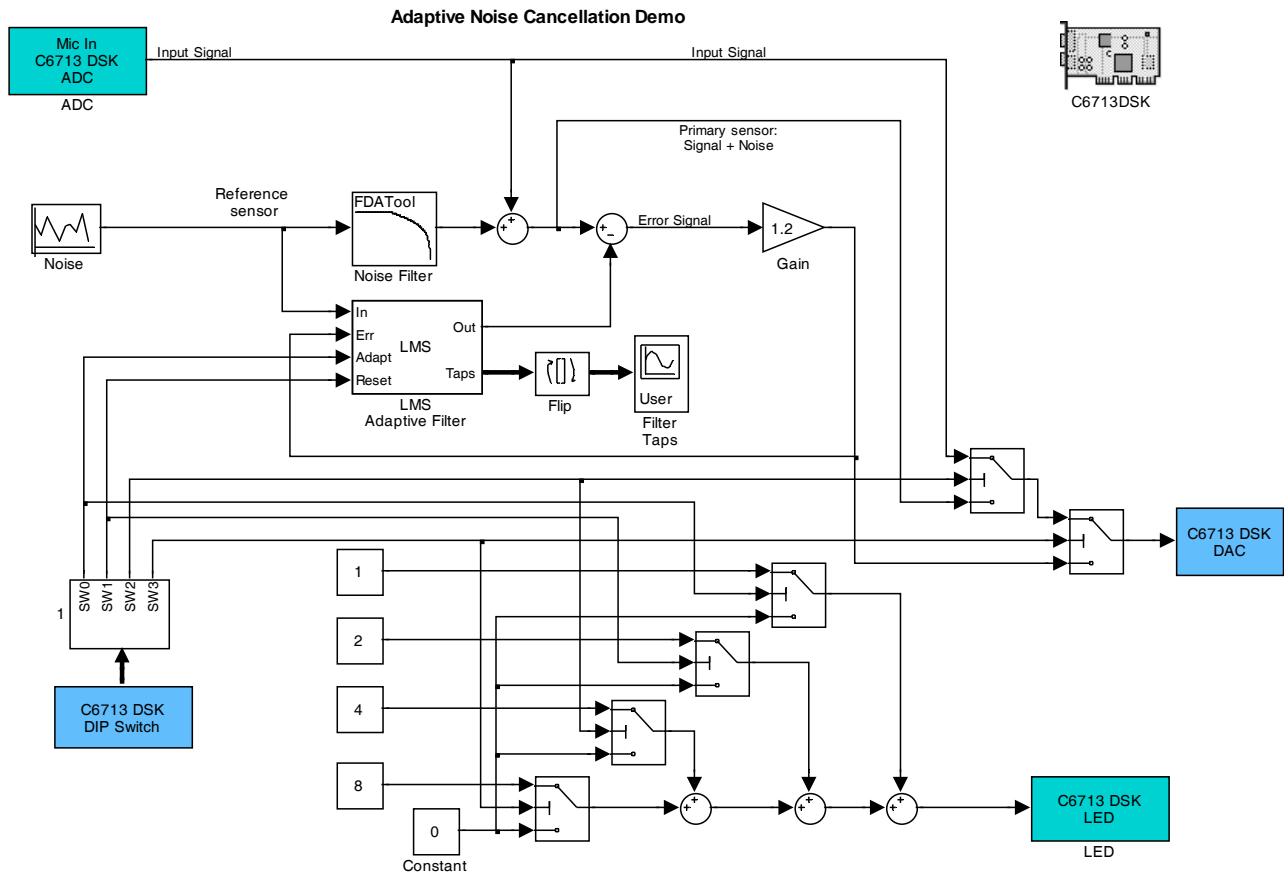 Adaptive Noise Cancellation Demo
Mic In
C6713 DSK
ADC
ADC
Input Signal
Input Signal
C6713DSK
Primary sensor:
Signal + Noise
Reference
sensor
Noise
FDATool
Noise Filter
Error Signal
1.2
Gain
In
Err
Adapt
Reset
LMS
Out
Taps
LMS
Adaptive Filter
Flip
User
Filter
Taps
C6713 DSK
DAC
1
SW0
SW1
SW2
SW3
C6713 DSK
DIP Switch
1
2
4
8
0
Constant
C6713 DSK
LED
LED